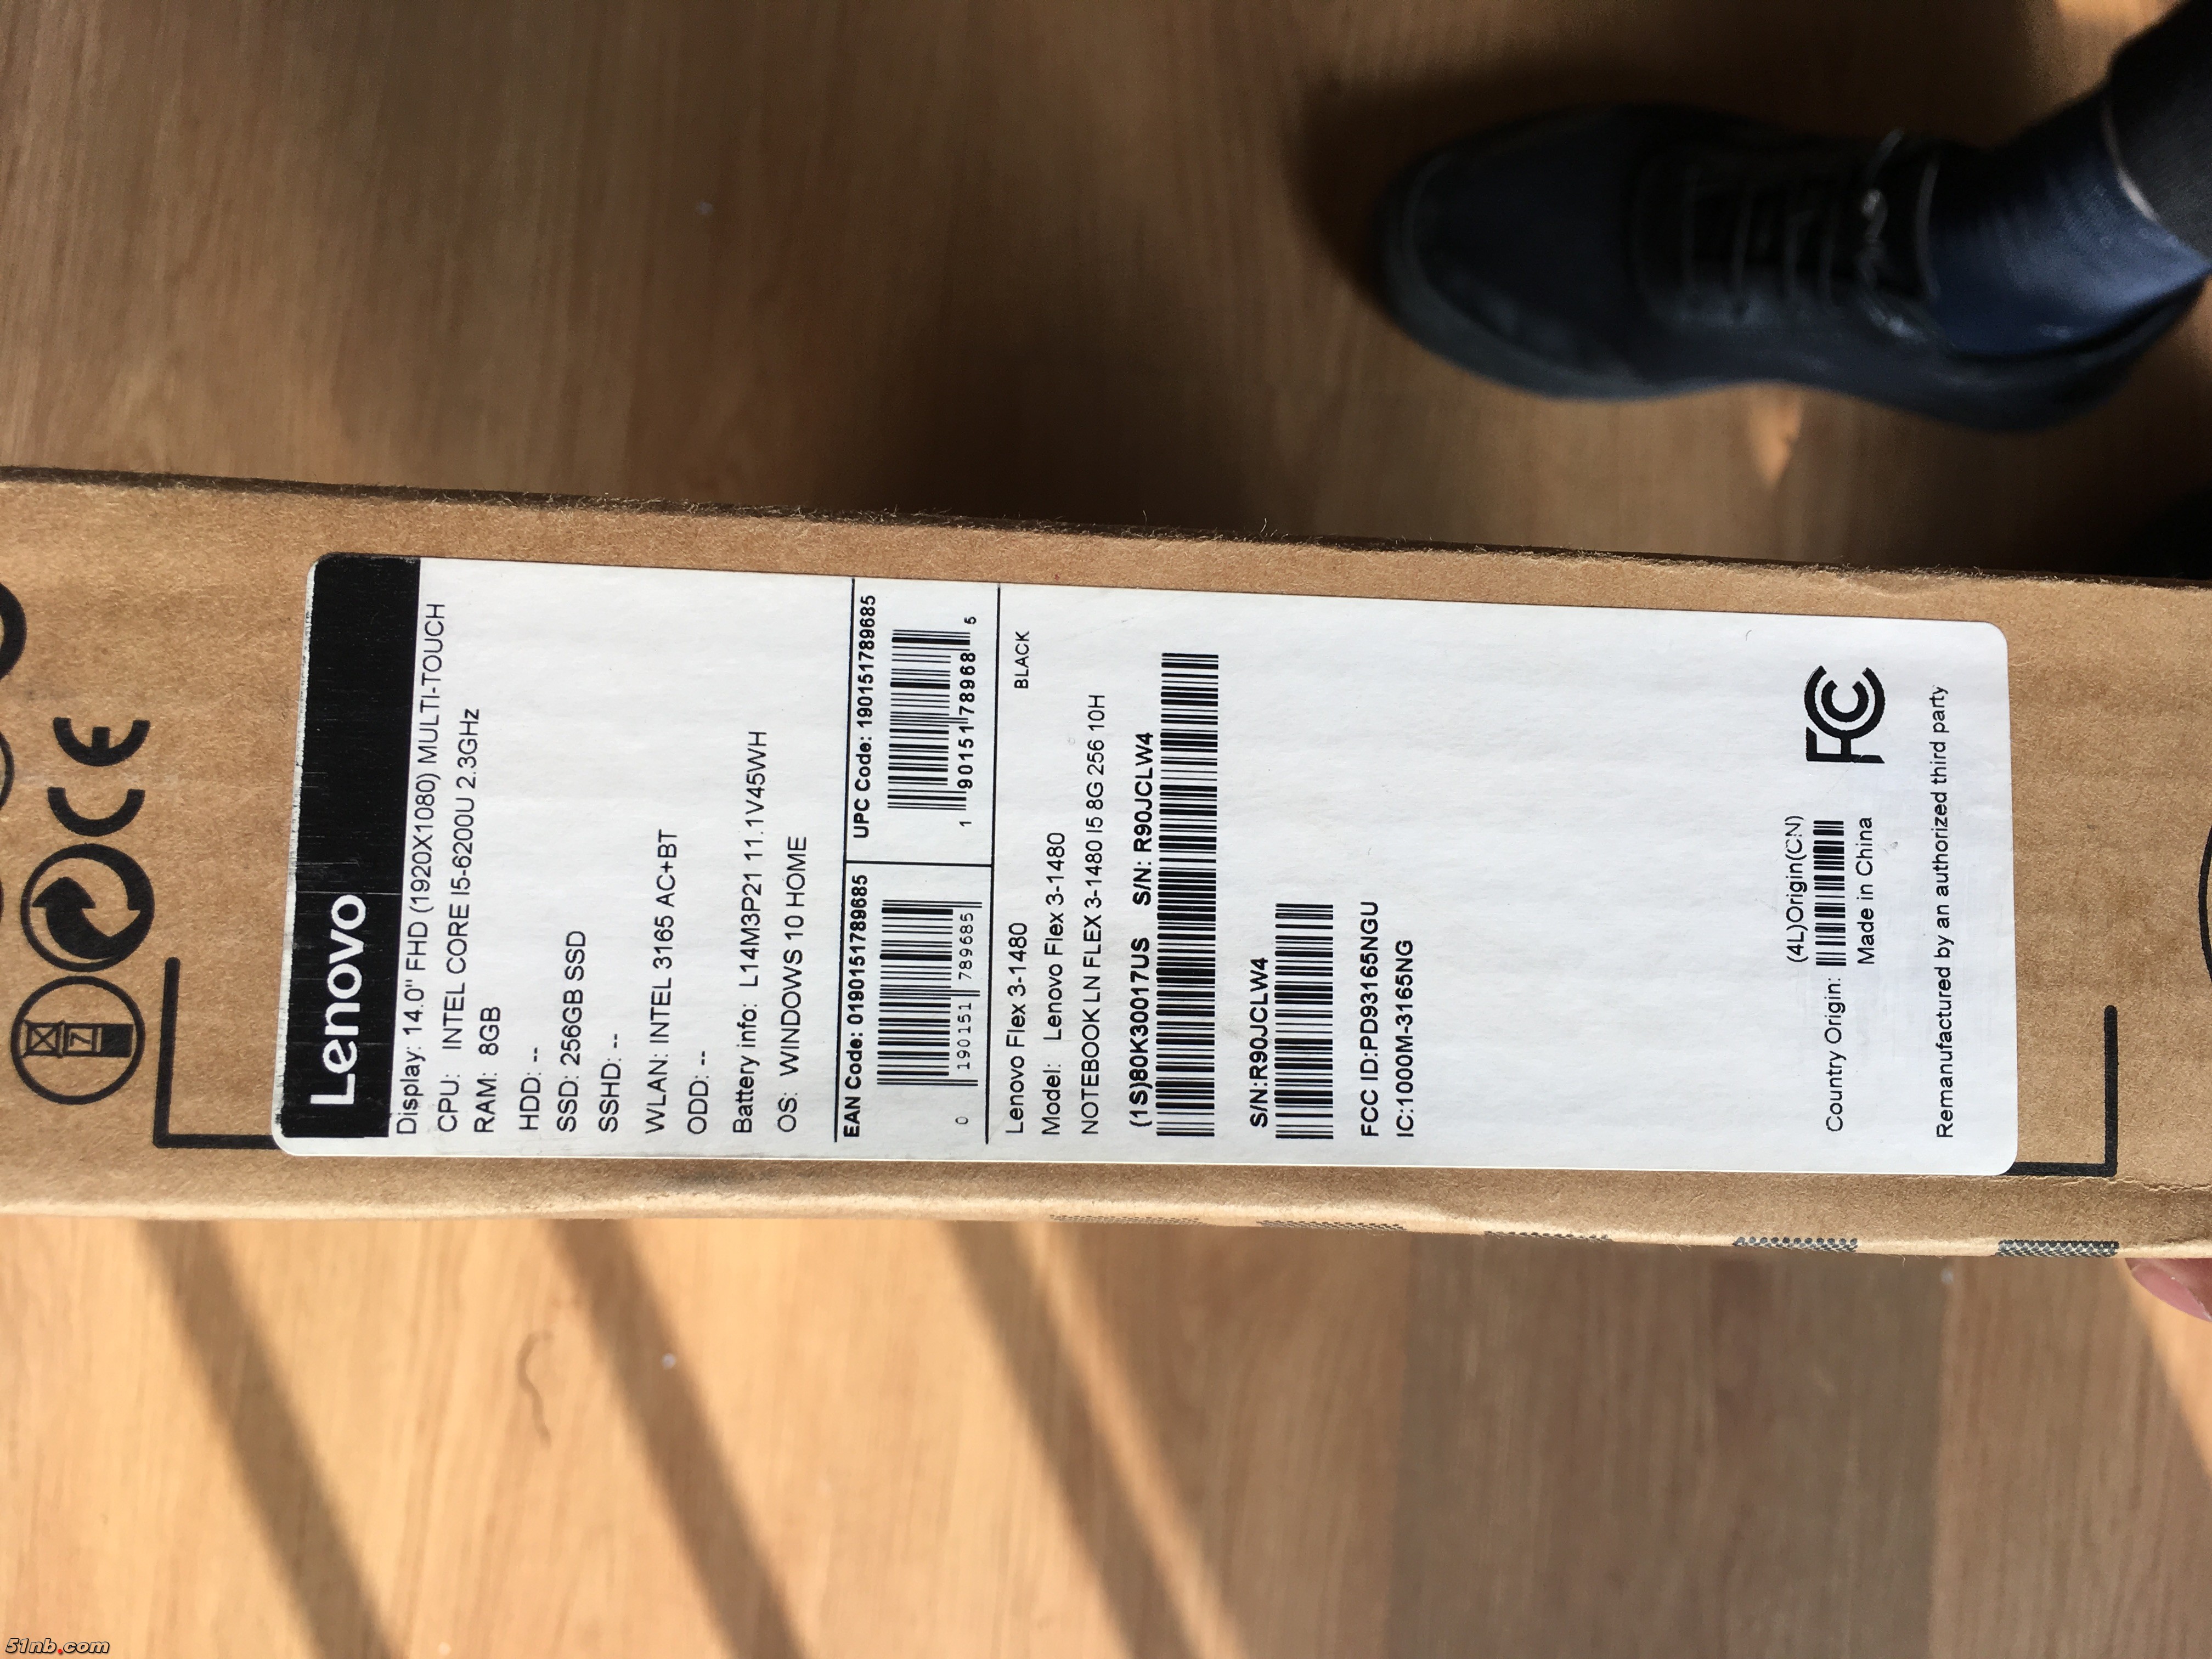 Lenovo
Display: 14.0" FHD (1920X1080) MULTI-TOUCH
CPU: INTEL CORE I5-6200U 2.3GHz
RAM: 8GB
HDD: --
SSD: 256GB SSD
SSHD: --
WLAN: INTEL 3165 AC+BT
ODD: --
Battery info: L14M3P21 11.1V45WH
OS: WINDOWS 10 HOME
EAN Code: 0190151789685 UPC Code: 190151789685
0 190151 789685
1 90151 78968 5
Lenovo Flex 3-1480 BLACK
Model: Lenovo Flex 3-1480
NOTEBOOK LN FLEX 3-1480 I5 8G 256 10H
(1S)80K30017US S/N: R90JCLW4
S/N:R90JCLW4
FCC ID:PD93165NGU
IC:1000M-3165NG
(4L)Origin(CN)
Country Origin:
Made in China
FC
Remanufactured by an authorized third party
CE
7
51nb.com